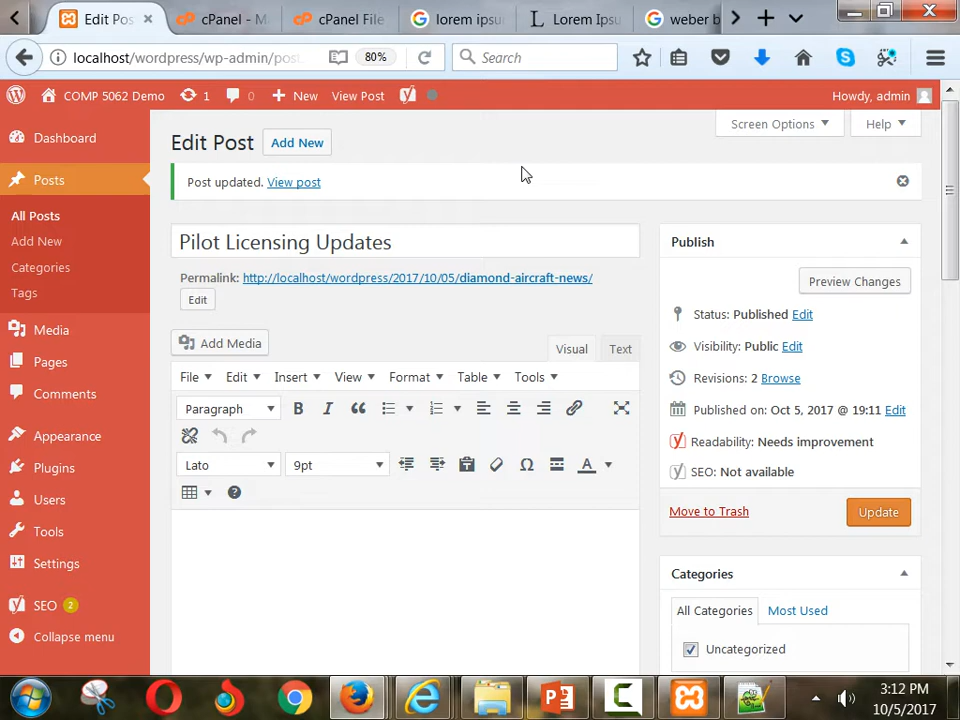 Edit Pos
cPanel - M
cPanel File
lorem ipsu
Lorem Ipsu
weber b
localhost/wordpress/wp-admin/post.
80%
Search
COMP 5062 Demo
1
0
New
View Post
Howdy, admin
Dashboard
Posts
All Posts
Add New
Categories
Tags
Media
Pages
Comments
Appearance
Plugins
Users
Tools
Settings
SEO 2
Collapse menu
Screen Options
Help
Edit Post
Add New
Post updated. View post
Pilot Licensing Updates
Permalink: http://localhost/wordpress/2017/10/05/diamond-aircraft-news/
Edit
Add Media
Visual
Text
File
Edit
Insert
View
Format
Table
Tools
Paragraph
Lato
9pt
Publish
Preview Changes
Status: Published Edit
Visibility: Public Edit
Revisions: 2 Browse
Published on: Oct 5, 2017 @ 19:11 Edit
Readability: Needs improvement
SEO: Not available
Move to Trash
Update
Categories
All Categories
Most Used
Uncategorized
3:12 PM
10/5/2017